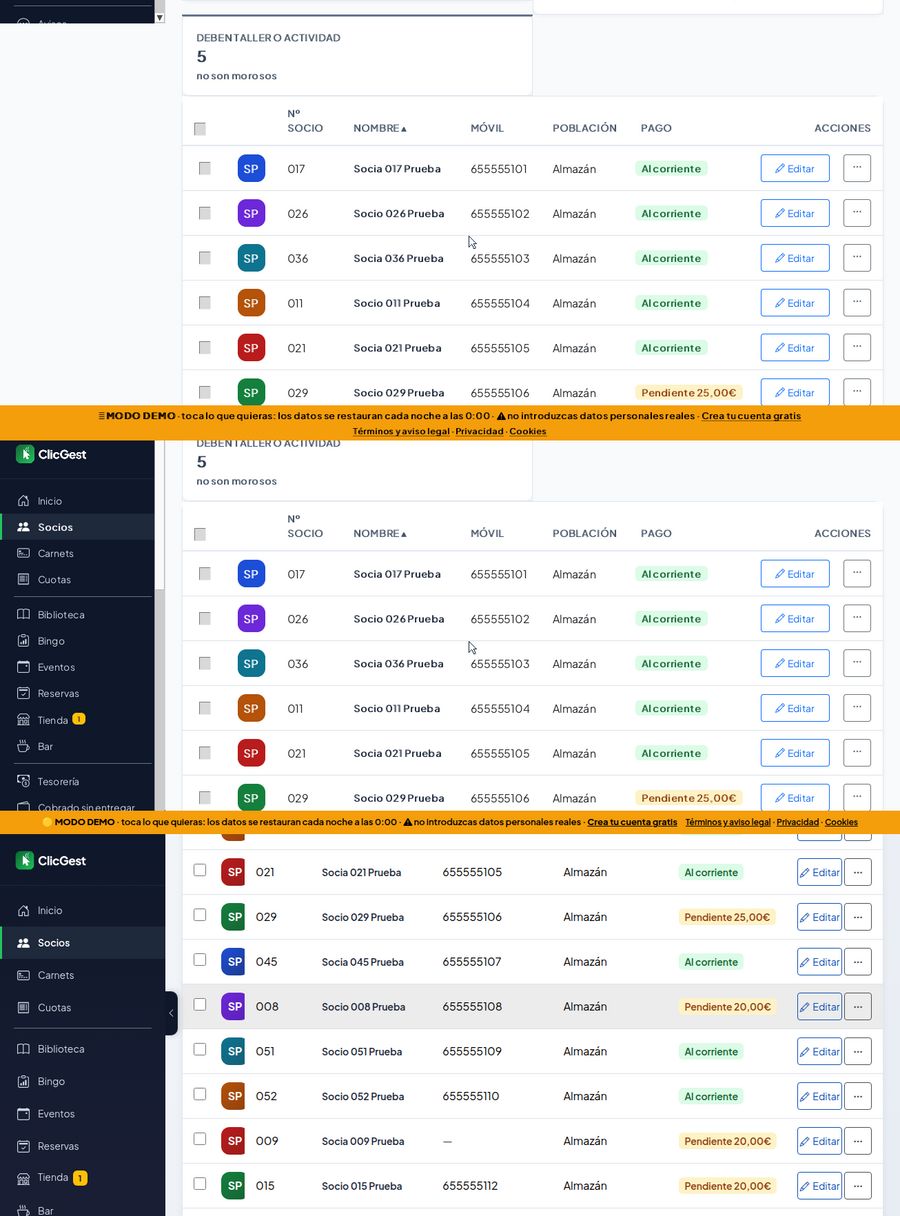 DEBEN TALLER O ACTIVIDAD
5
no son morosos
Nº SOCIO NOMBRE▲ MÓVIL POBLACIÓN PAGO ACCIONES
SP 017 Socia 017 Prueba 655555101 Almazán Al corriente Editar ...
SP 026 Socio 026 Prueba 655555102 Almazán Al corriente Editar ...
SP 036 Socia 036 Prueba 655555103 Almazán Al corriente Editar ...
SP 011 Socio 011 Prueba 655555104 Almazán Al corriente Editar ...
SP 021 Socia 021 Prueba 655555105 Almazán Al corriente Editar ...
SP 029 Socio 029 Prueba 655555106 Almazán Pendiente 25,00€ Editar ...
MODO DEMO · toca lo que quieras: los datos se restauran cada noche a las 0:00 · ⚠ no introduzcas datos personales reales · Crea tu cuenta gratis
Términos y aviso legal · Privacidad · Cookies
ClicGest
Inicio
Socios
Carnets
Cuotas
Biblioteca
Bingo
Eventos
Reservas
Tienda 1
Bar
Tesorería
Cobrado sin entregar
DEBEN TALLER O ACTIVIDAD
5
no son morosos
Nº SOCIO NOMBRE▲ MÓVIL POBLACIÓN PAGO ACCIONES
SP 017 Socia 017 Prueba 655555101 Almazán Al corriente Editar ...
SP 026 Socio 026 Prueba 655555102 Almazán Al corriente Editar ...
SP 036 Socia 036 Prueba 655555103 Almazán Al corriente Editar ...
SP 011 Socio 011 Prueba 655555104 Almazán Al corriente Editar ...
SP 021 Socia 021 Prueba 655555105 Almazán Al corriente Editar ...
SP 029 Socio 029 Prueba 655555106 Almazán Pendiente 25,00€ Editar ...
MODO DEMO · toca lo que quieras: los datos se restauran cada noche a las 0:00 · ⚠ no introduzcas datos personales reales · Crea tu cuenta gratis Términos y aviso legal · Privacidad · Cookies
ClicGest
Inicio
Socios
Carnets
Cuotas
Biblioteca
Bingo
Eventos
Reservas
Tienda 1
Bar
SP 021 Socia 021 Prueba 655555105 Almazán Al corriente Editar ...
SP 029 Socio 029 Prueba 655555106 Almazán Pendiente 25,00€ Editar ...
SP 045 Socia 045 Prueba 655555107 Almazán Al corriente Editar ...
SP 008 Socio 008 Prueba 655555108 Almazán Pendiente 20,00€ Editar ...
SP 051 Socio 051 Prueba 655555109 Almazán Al corriente Editar ...
SP 052 Socio 052 Prueba 655555110 Almazán Al corriente Editar ...
SP 009 Socia 009 Prueba — Almazán Pendiente 20,00€ Editar ...
SP 015 Socia 015 Prueba 655555112 Almazán Pendiente 20,00€ Editar ...